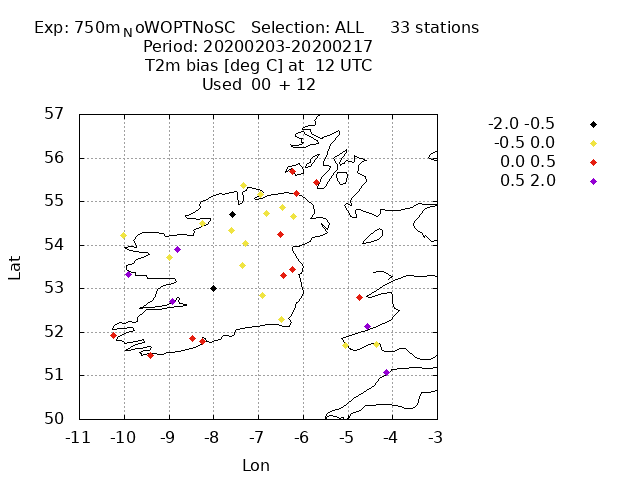 Exp: 750m NoWOPTNoSC Selection: ALL 33 stations
Period: 20200203-20200217
T2m bias [deg C] at 12 UTC
Used 00 + 12
-2.0 -0.5
-0.5 0.0
0.0 0.5
0.5 2.0
57
56
55
54
53
52
51
50
Lat
-11 -10 -9 -8 -7 -6 -5 -4 -3
Lon